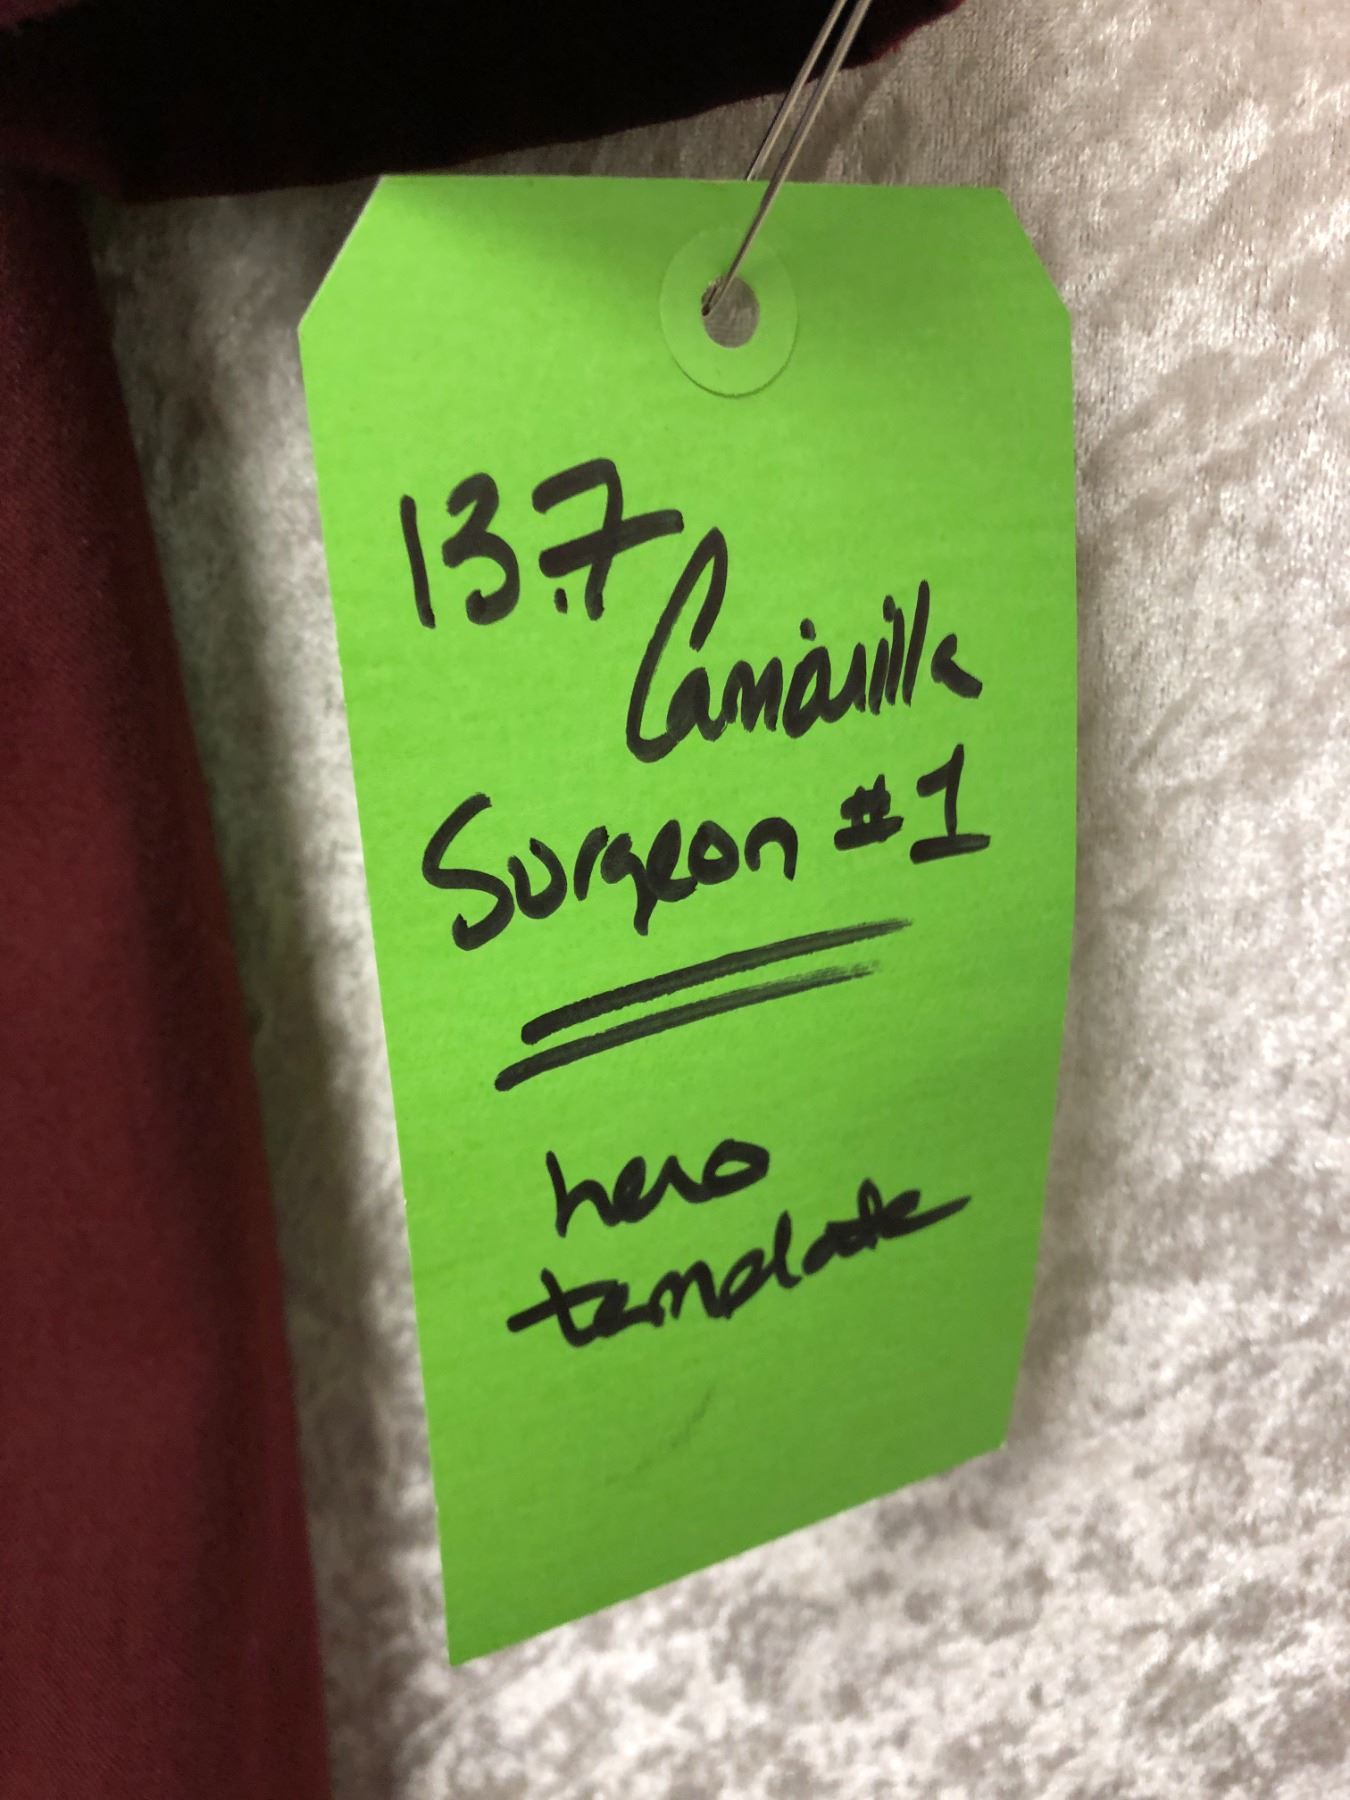 13.7
Camarilla
Surgeon #1
hero
template